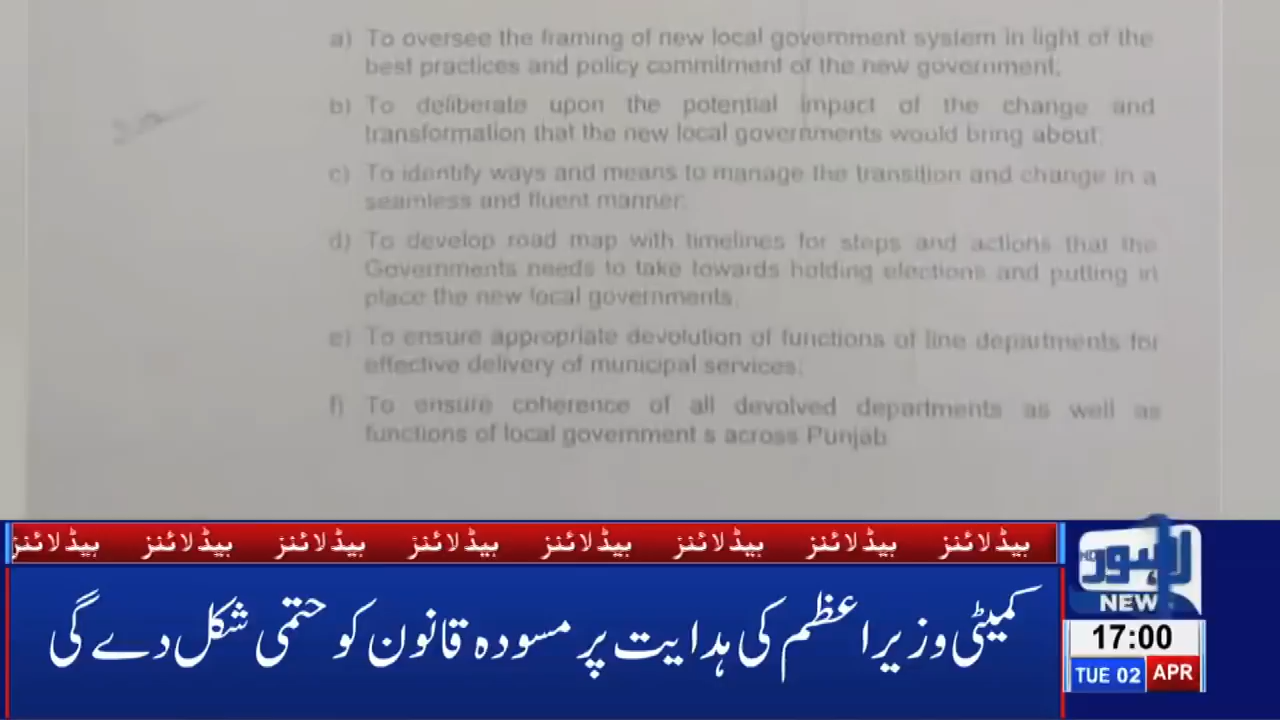 a) To oversee the framing of new local government system in light of the
best practices and policy commitment of the new government;
b) To deliberate upon the potential impact of the change and
transformation that the new local governments would bring about;
c) To identify ways and means to manage the transition and change in a
seamless and fluent manner;
d) To develop road map with timelines for steps and actions that the
Governments needs to take towards holding elections and putting in
place the new local governments;
e) To ensure appropriate devolution of functions of line departments for
effective delivery of municipal services;
f) To ensure coherence of all devolved departments as well as
functions of local government s across Punjab
ہیڈلائنز ہیڈلائنز ہیڈلائنز ہیڈلائنز ہیڈلائنز ہیڈلائنز ہیڈلائنز ہیڈلائنز
کمیٹی وزیراعظم کی ہدایت پر مسودہ قانون کو حتمی شکل دے گی
لاہور
HD
NEW
17:00
TUE 02 APR